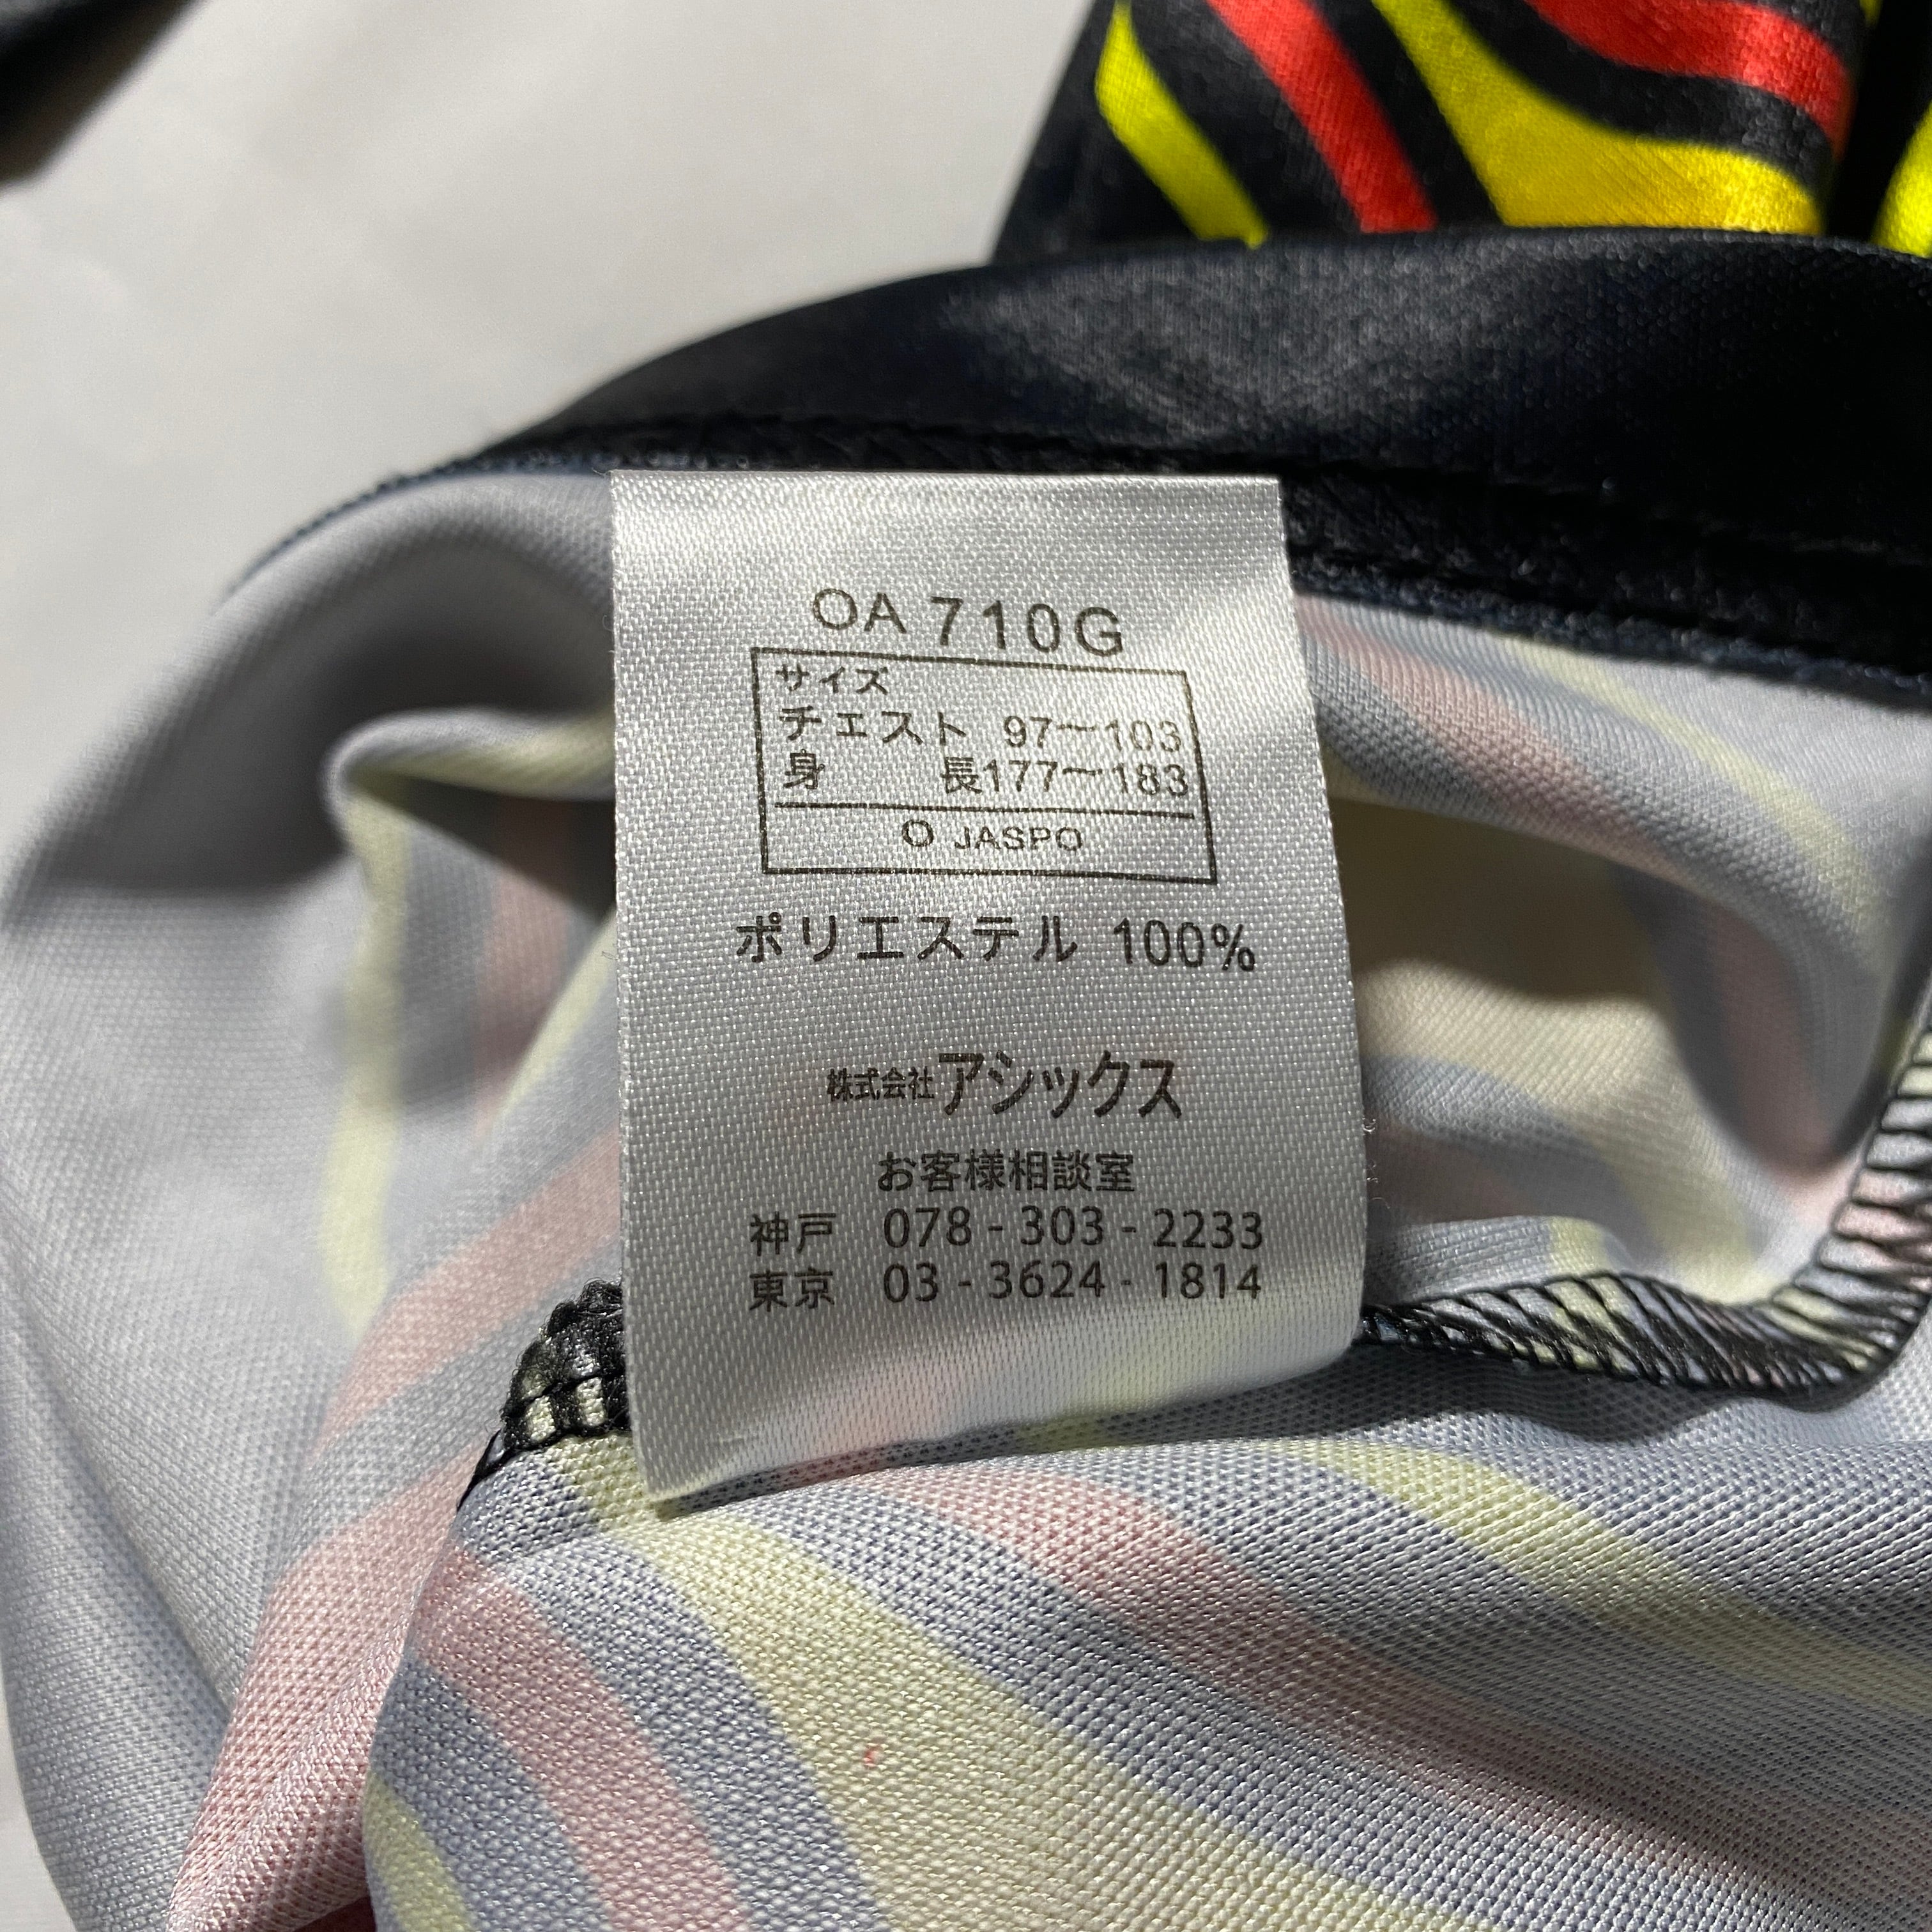 OA 710G
サイズ
チェスト 97〜103
身 長177〜183
O JASPO
ポリエステル 100%
株式会社アシックス
お客様相談室
神戸 078 - 303 - 2233
東京 03 - 3624 - 1814